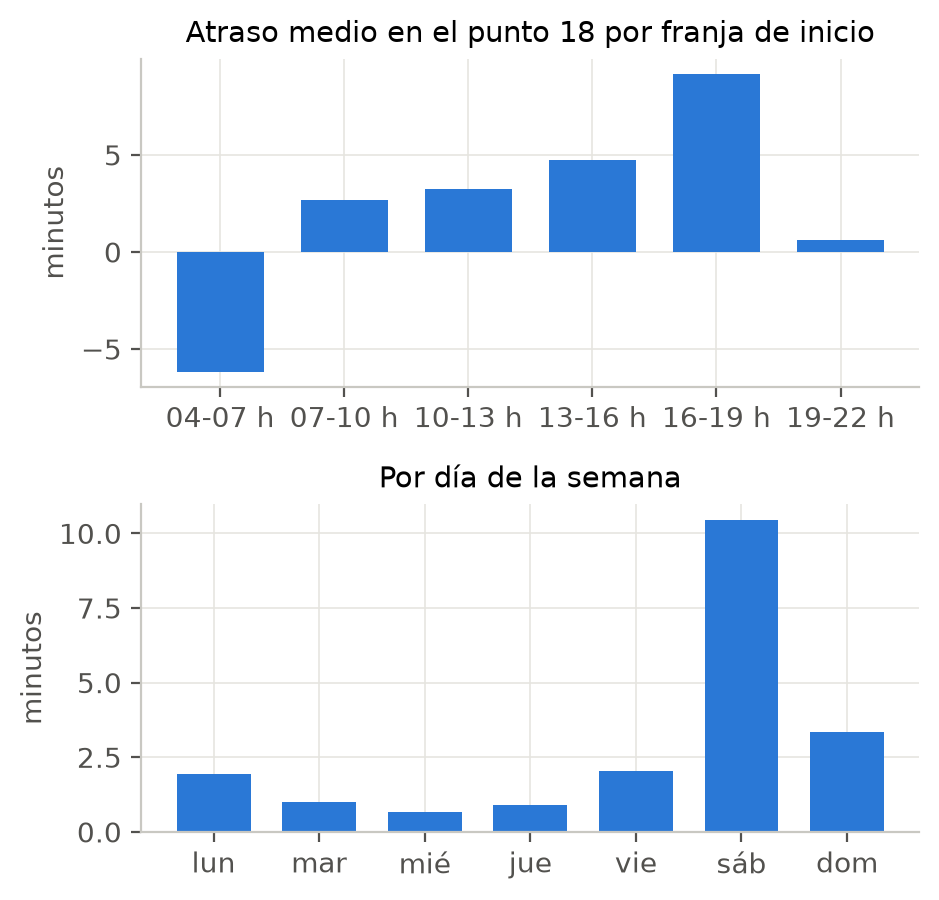 Atraso medio en el punto 18 por franja de inicio
minutos
5
0
−5
04-07 h 07-10 h 10-13 h 13-16 h 16-19 h 19-22 h
Por día de la semana
minutos
10.0
7.5
5.0
2.5
0.0
lun mar mié jue vie sáb dom